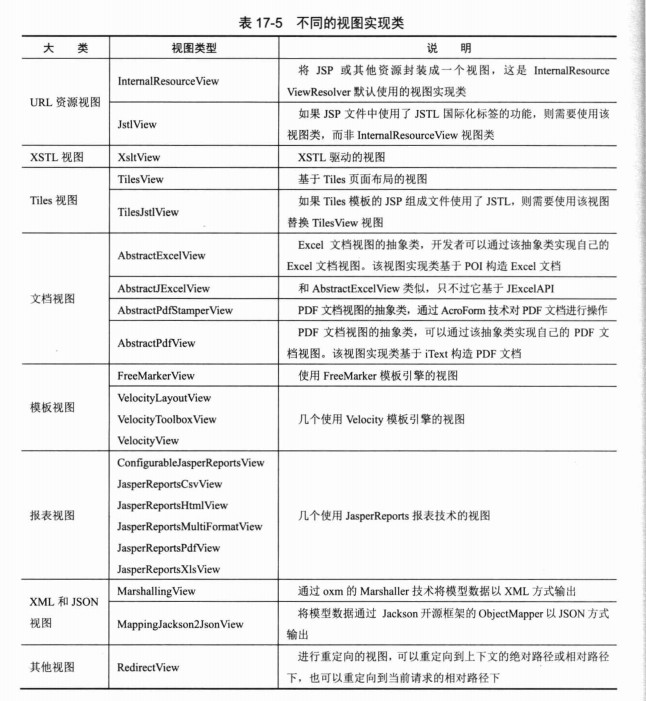 表 17-5 不同的视图实现类
大 类 视图类型 说 明
URL 资源视图
InternalResourceView
将 JSP 或其他资源封装成一个视图，这是 InternalResource
ViewResolver 默认使用的视图实现类
JstlView
如果 JSP 文件中使用了 JSTL 国际化标签的功能，则需要使用该
视图类，而非 InternalResourceView 视图类
XSTL 视图 XsltView XSTL 驱动的视图
Tiles 视图
TilesView 基于 Tiles 页面布局的视图
TilesJstlView
如果 Tiles 模板的 JSP 组成文件使用了 JSTL，则需要使用该视图
替换 TilesView 视图
文档视图
AbstractExcelView
Excel 文档视图的抽象类，开发者可以通过该抽象类实现自己的
Excel 文档视图。该视图实现类基于 POI 构造 Excel 文档
AbstractJExcelView 和 AbstractExcelView 类似，只不过它基于 JExcelAPI
AbstractPdfStamperView PDF 文档视图的抽象类，通过 AcroForm 技术对 PDF 文档进行操作
AbstractPdfView
PDF 文档视图的抽象类，可以通过该抽象类实现自己的 PDF 文
档视图。该视图实现类基于 iText 构造 PDF 文档
模板视图
FreeMarkerView 使用 FreeMarker 模板引擎的视图
VelocityLayoutView
VelocityToolboxView
VelocityView
几个使用 Velocity 模板引擎的视图
报表视图
ConfigurableJasperReportsView
JasperReportsCsvView
JasperReportsHtmlView
JasperReportsMultiFormatView
JasperReportsPdfView
JasperReportsXlsView
几个使用 JasperReports 报表技术的视图
XML 和 JSON
视图
MarshallingView 通过 oxm 的 Marshaller 技术将模型数据以 XML 方式输出
MappingJackson2JsonView
将模型数据通过 Jackson 开源框架的 ObjectMapper 以 JSON 方式
输出
其他视图 RedirectView
进行重定向的视图，可以重定向到上下文的绝对路径或相对路径
下，也可以重定向到当前请求的相对路径下